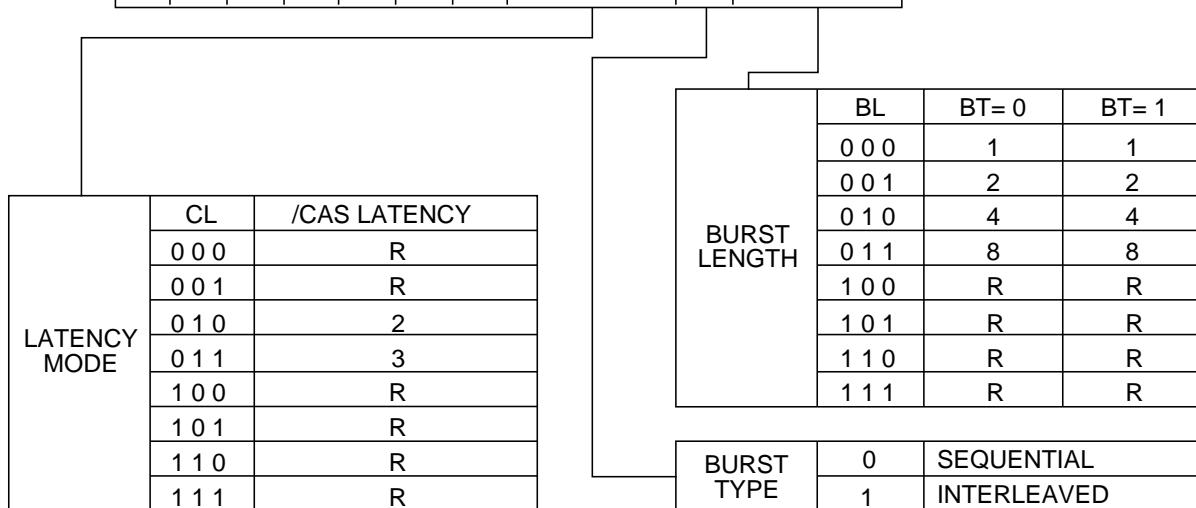 BL BT= 0 BT= 1
0 0 0 1 1
0 0 1 2 2
0 1 0 4 4
0 1 1 8 8
1 0 0 R R
1 0 1 R R
1 1 0 R R
1 1 1 R R
BURST
LENGTH
CL /CAS LATENCY
0 0 0 R
0 0 1 R
0 1 0 2
0 1 1 3
1 0 0 R
1 0 1 R
1 1 0 R
1 1 1 R
LATENCY
MODE
BURST
TYPE
0 SEQUENTIAL
1 INTERLEAVED